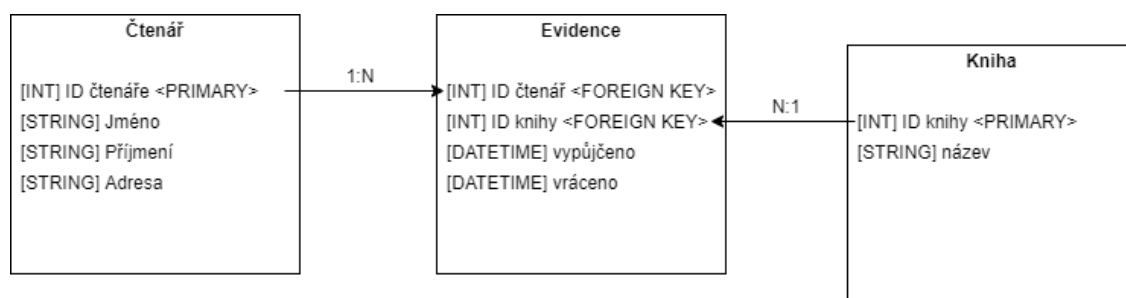 Čtenář
[INT] ID čtenáře <PRIMARY>
[STRING] Jméno
[STRING] Příjmení
[STRING] Adresa
1:N
Evidence
[INT] ID čtenář <FOREIGN KEY>
[INT] ID knihy <FOREIGN KEY>
[DATETIME] vypůjčeno
[DATETIME] vráceno
N:1
Kniha
[INT] ID knihy <PRIMARY>
[STRING] název